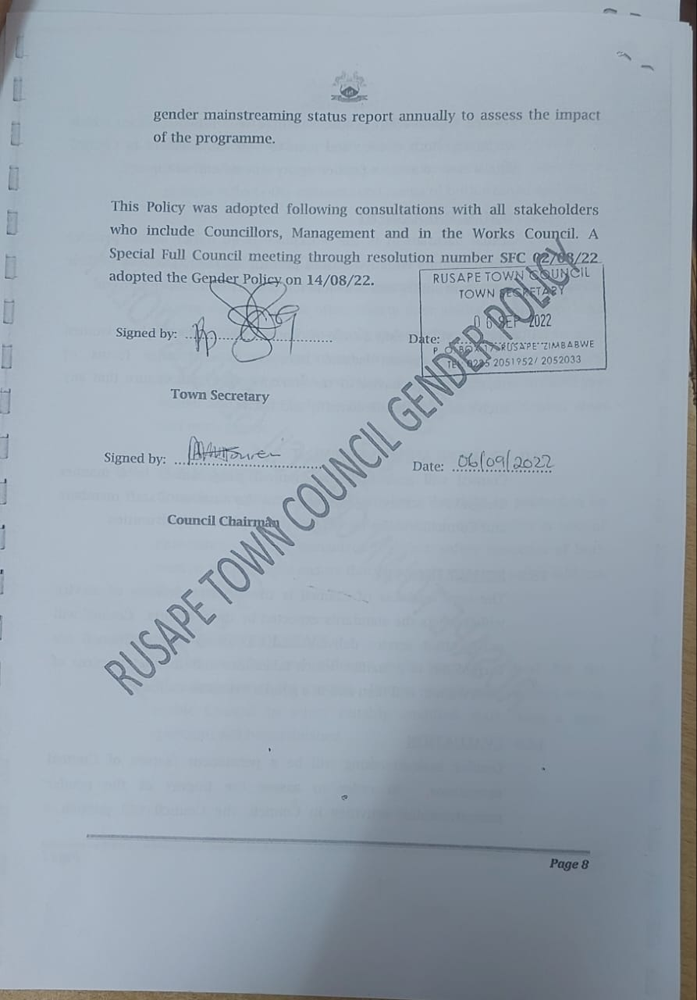 gender mainstreaming status report annually to assess the impact
of the programme.
This Policy was adopted following consultations with all stakeholders
who include Councillors, Management and in the Works Council. A
Special Full Council meeting through resolution number SFC 02/08/22
adopted the Gender Policy on 14/08/22.
RUSAPE TOWN COUNCIL
TOWN SECRETARY
06 SEP 2022
Signed by: pp
Date:
P O BOX 17 RUSAPE ZIMBABWE
TEL: 0225 2051952/ 2052033
Town Secretary
Signed by:
Date: 06/09/2022
Council Chairman
RUSAPE TOWN COUNCIL GENDER POLICY
Page 8